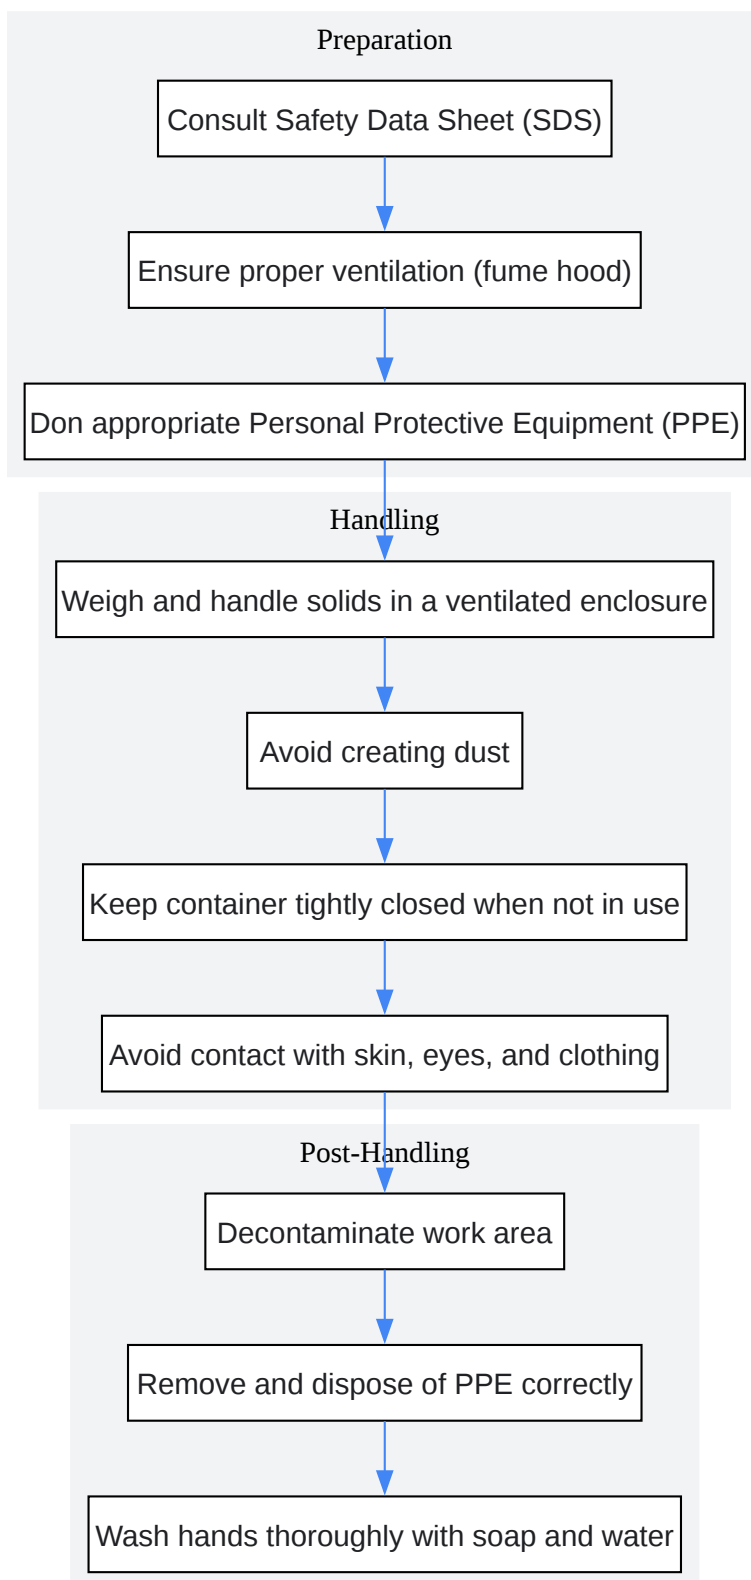 Preparation
Consult Safety Data Sheet (SDS)
Ensure proper ventilation (fume hood)
Don appropriate Personal Protective Equipment (PPE)
Handling
Weigh and handle solids in a ventilated enclosure
Avoid creating dust
Keep container tightly closed when not in use
Avoid contact with skin, eyes, and clothing
Post-Handling
Decontaminate work area
Remove and dispose of PPE correctly
Wash hands thoroughly with soap and water